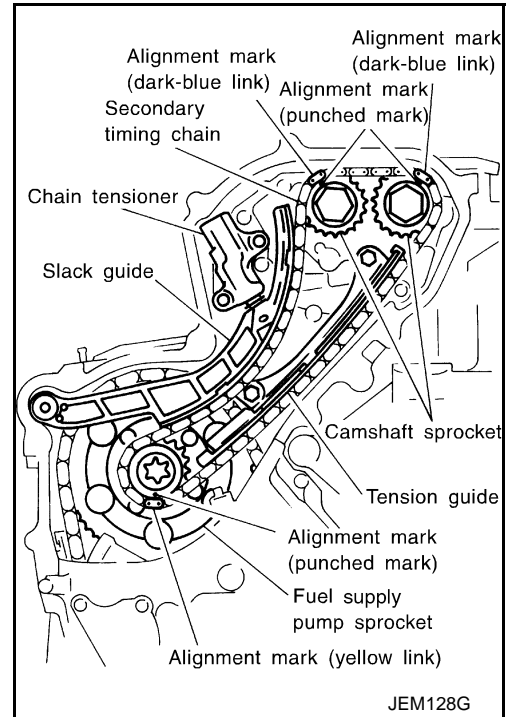 Alignment mark
(dark-blue link)
Alignment mark
(dark-blue link)
Alignment mark
(punched mark)
Secondary
timing chain
Chain tensioner
Slack guide
Camshaft sprocket
Tension guide
Alignment mark
(punched mark)
Fuel supply
pump sprocket
Alignment mark (yellow link)
JEM128G